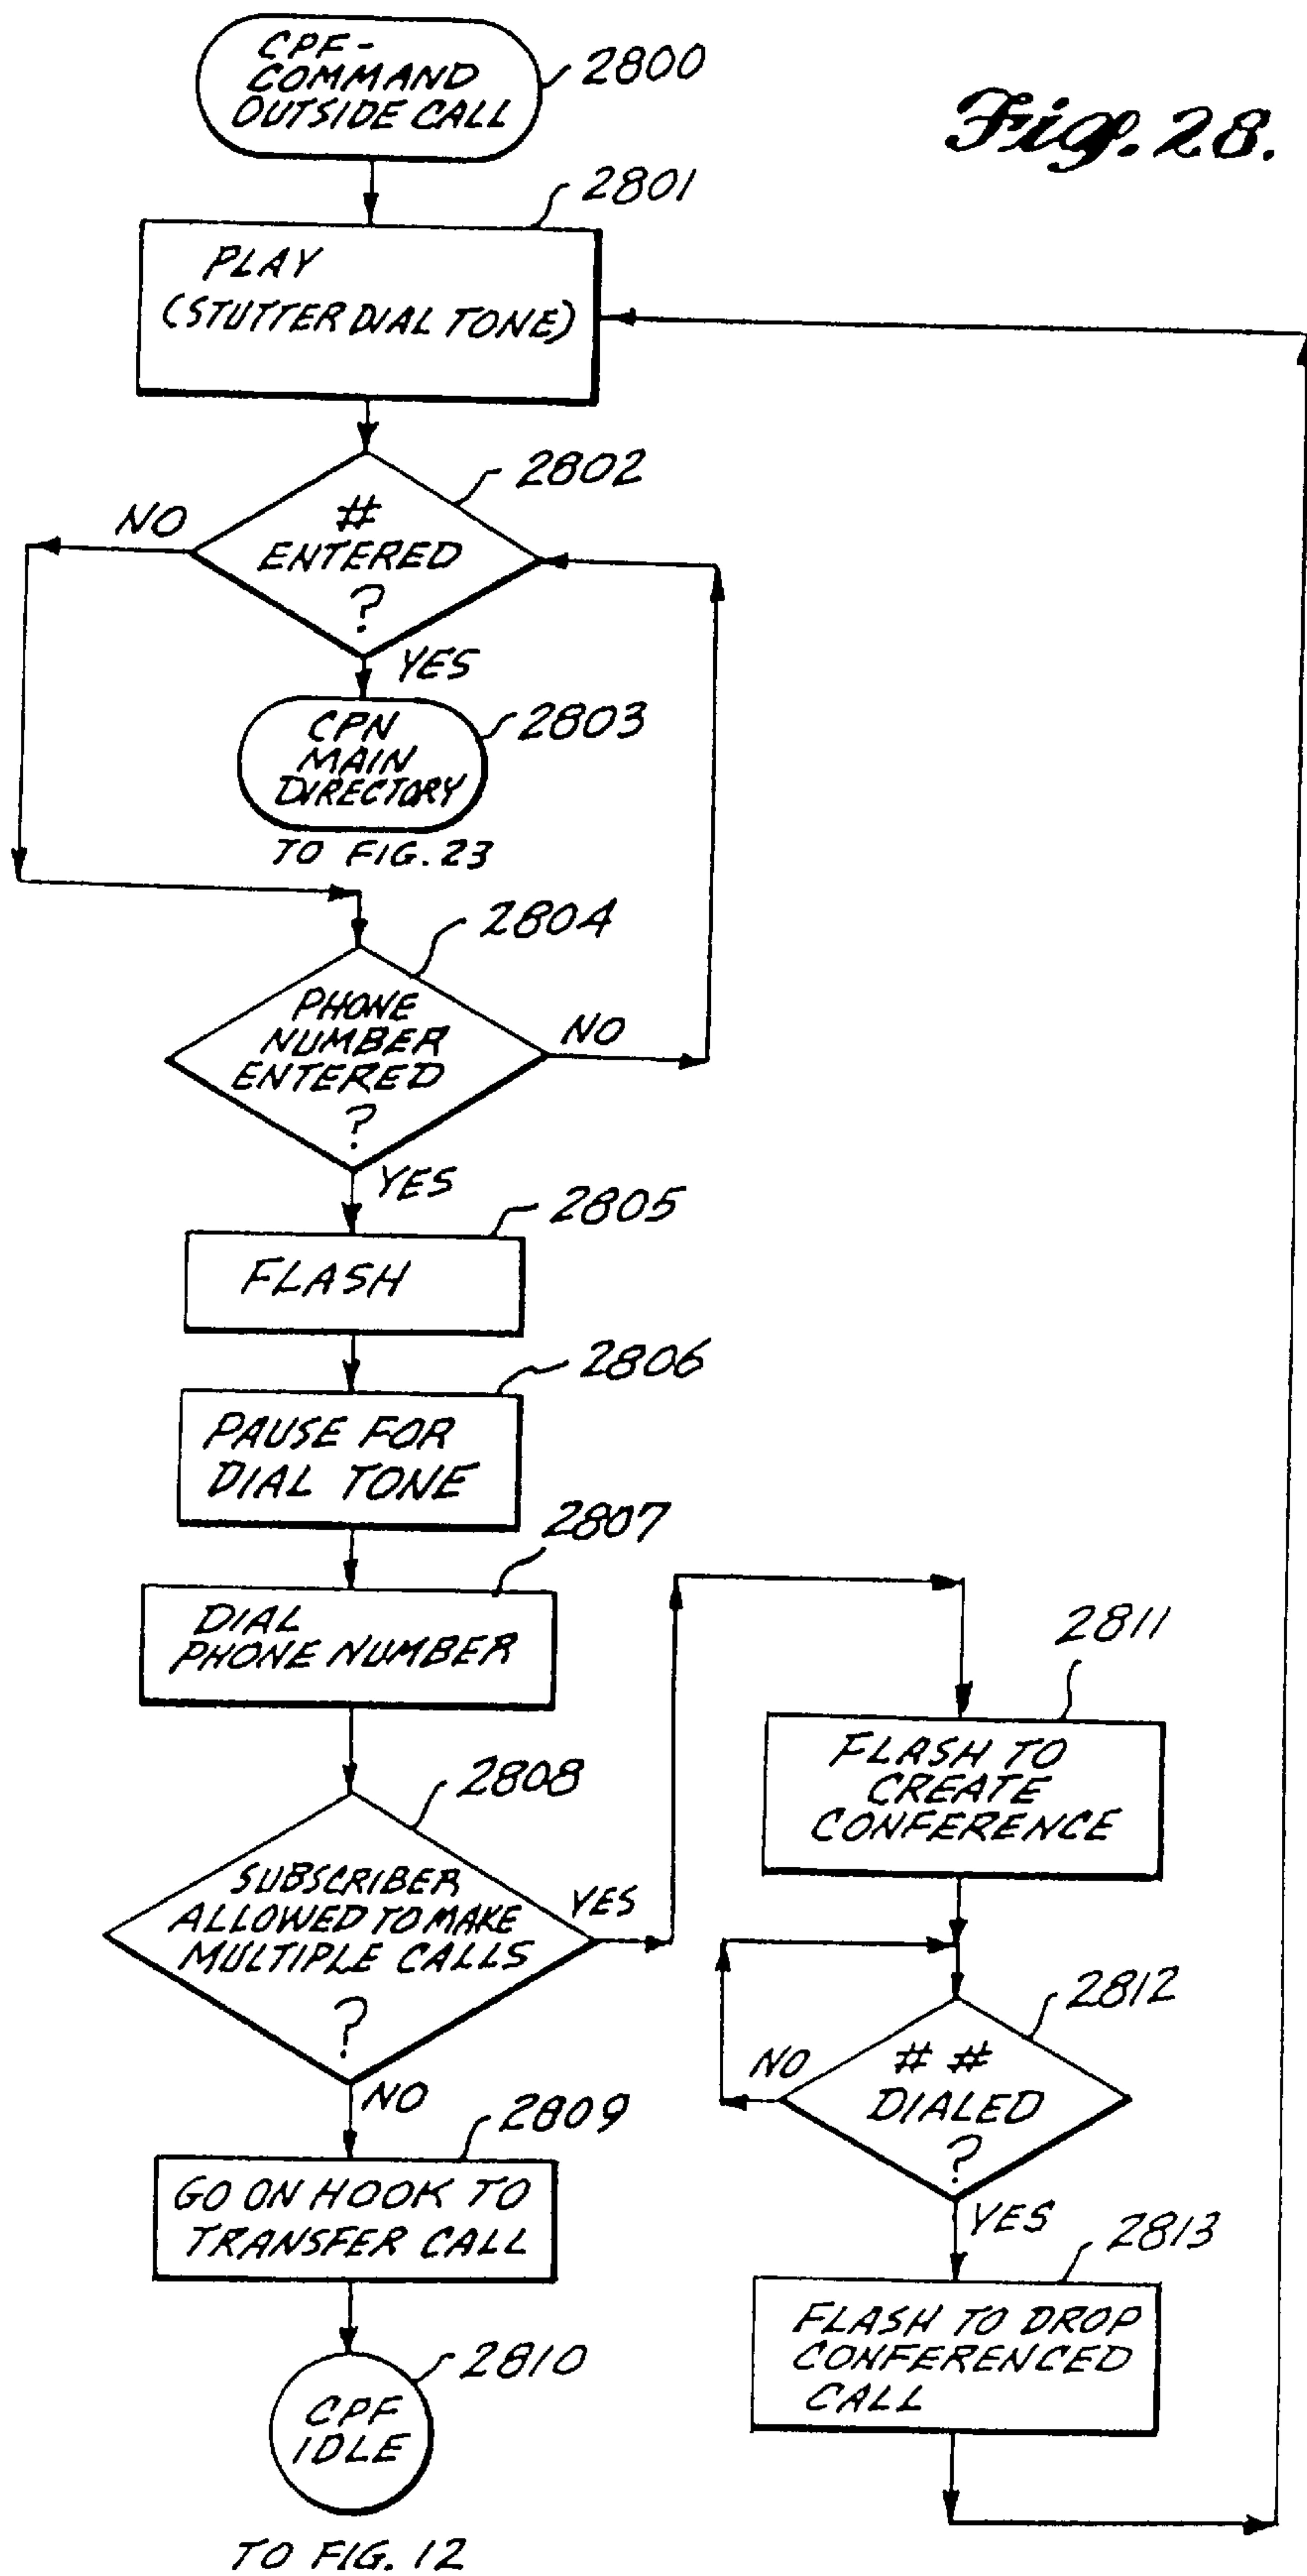 CPF-
COMMAND
OUTSIDE CALL
2800
Fig. 28.
2801
PLAY
(STUTTER DIAL TONE)
2802
#
ENTERED
?
NO
YES
CPN
MAIN
DIRECTORY
2803
TO FIG. 23
2804
PHONE
NUMBER
ENTERED
?
NO
YES
2805
FLASH
2806
PAUSE FOR
DIAL TONE
2807
DIAL
PHONE NUMBER
2808
SUBSCRIBER
ALLOWED TO MAKE
MULTIPLE CALLS
?
YES
NO
2809
GO ON HOOK TO
TRANSFER CALL
2810
CPF
IDLE
TO FIG. 12
2811
FLASH TO
CREATE
CONFERENCE
2812
# #
DIALED
?
NO
YES
2813
FLASH TO DROP
CONFERENCED
CALL